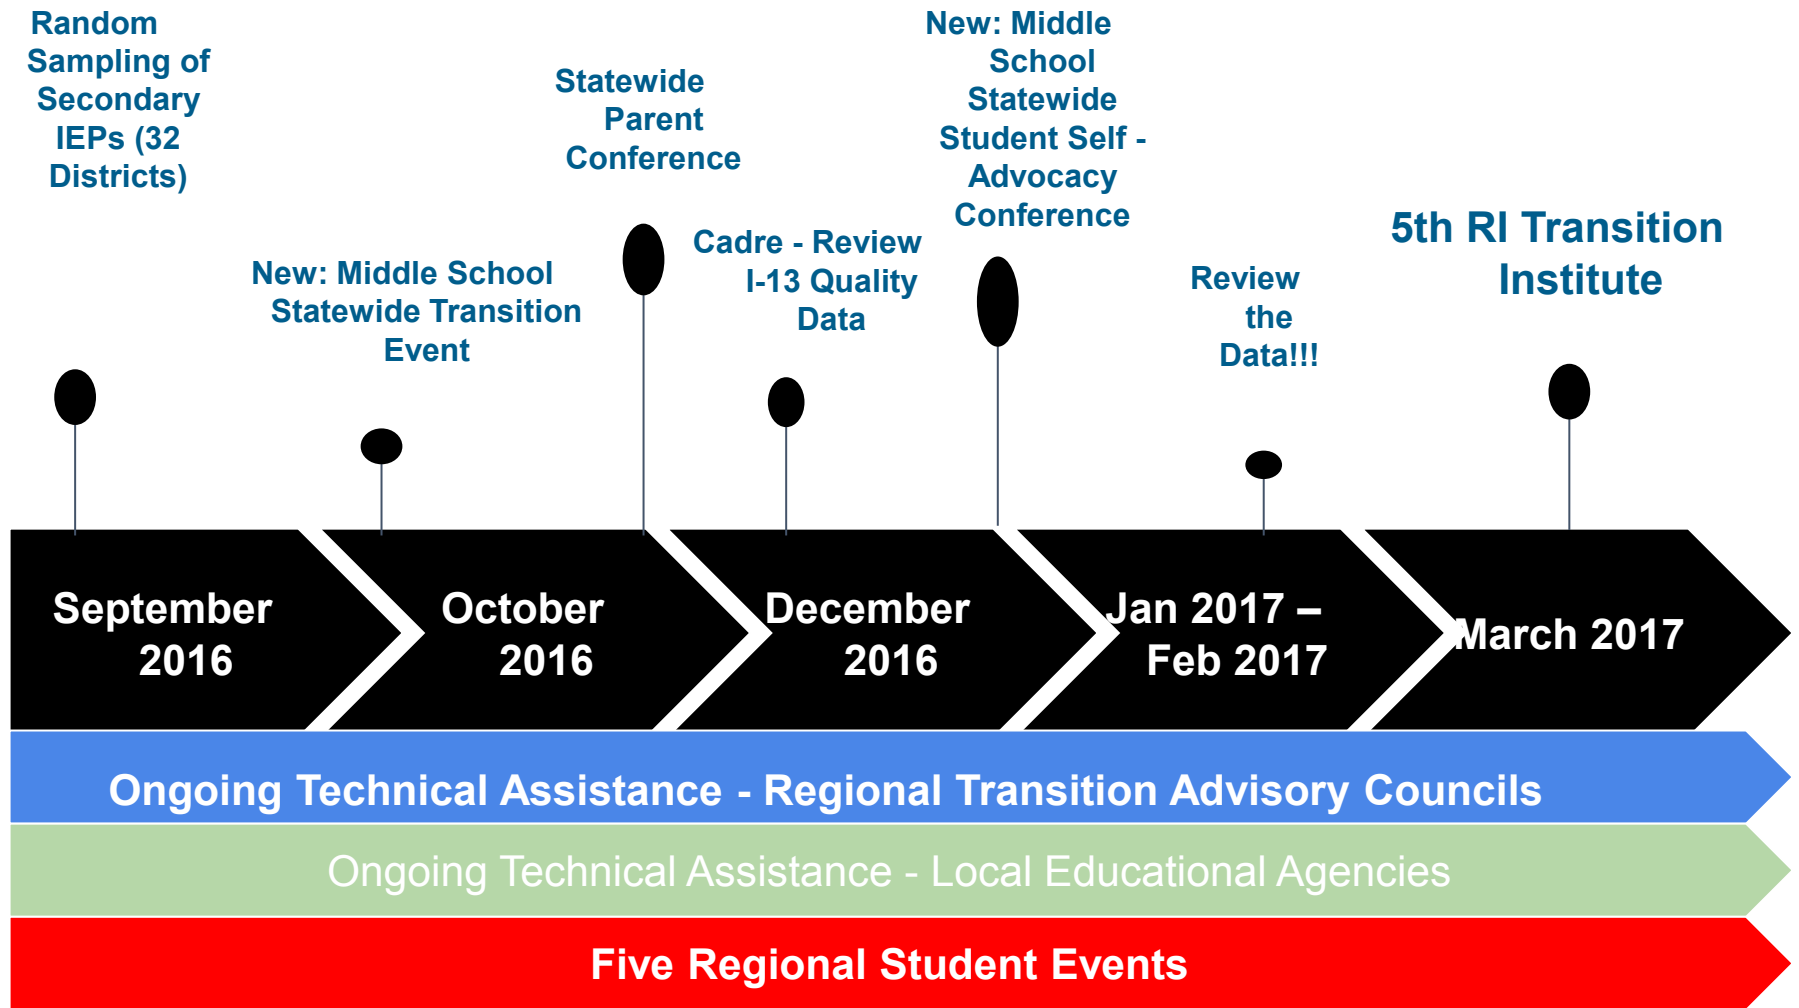 Random
Sampling of
Secondary
IEPs (32
Districts)
New: Middle School
Statewide Transition
Event
Statewide
Parent
Conference
Cadre - Review
I-13 Quality
Data
New: Middle
School
Statewide
Student Self -
Advocacy
Conference
Review
the
Data!!!
5th RI Transition
Institute
September
2016
October
2016
December
2016
Jan 2017 –
Feb 2017
March 2017
Ongoing Technical Assistance - Regional Transition Advisory Councils
Ongoing Technical Assistance - Local Educational Agencies
Five Regional Student Events